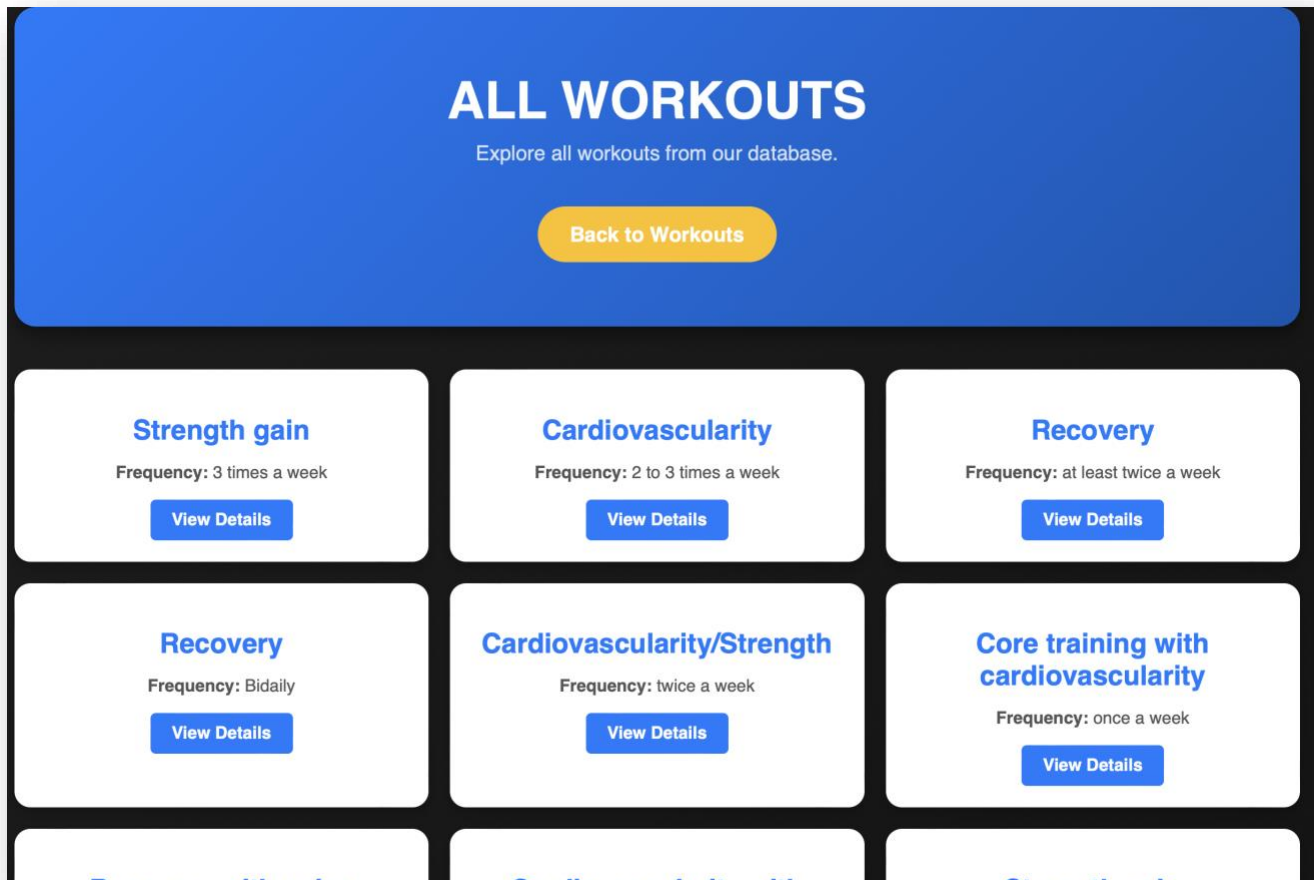 ALL WORKOUTS
Explore all workouts from our database.
Back to Workouts
Strength gain
Frequency: 3 times a week
View Details
Cardiovascularity
Frequency: 2 to 3 times a week
View Details
Recovery
Frequency: at least twice a week
View Details
Recovery
Frequency: Bidaily
View Details
Cardiovascularity/Strength
Frequency: twice a week
View Details
Core training with
cardiovascularity
Frequency: once a week
View Details